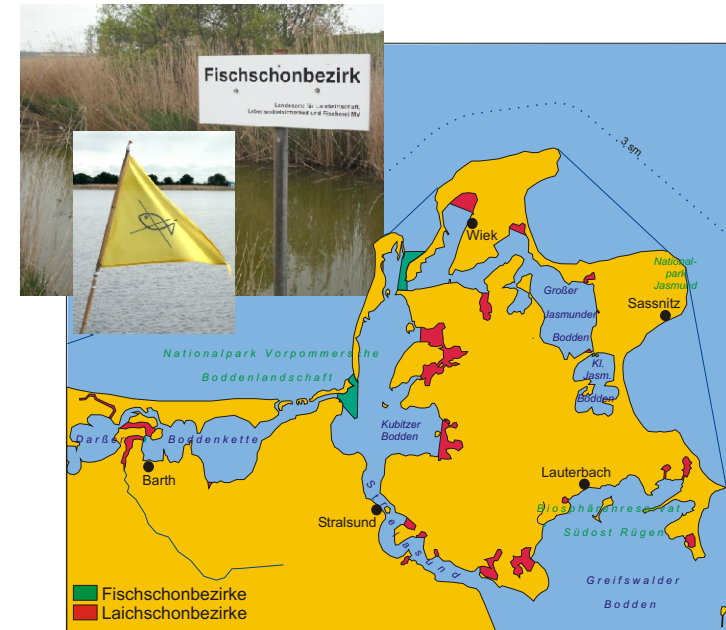 Fischschonbezirk
Landesamt für Landwirtschaft,
Lebensmittelsicherheit und Fischerei MV
3 sm
Wiek
National-
park
Jasmund
Großer
Jasmunder
Bodden
Sassnitz
Kl.
Jasm.
Bodden
Nationalpark Vorpommersche
Boddenlandschaft
Kubitzer
Bodden
Darßer Boddenkette
Barth
Lauterbach
Stralsund
Strelasund
Biosphärenreservat
Südost Rügen
Greifswalder
Bodden
Fischschonbezirke
Laichschonbezirke